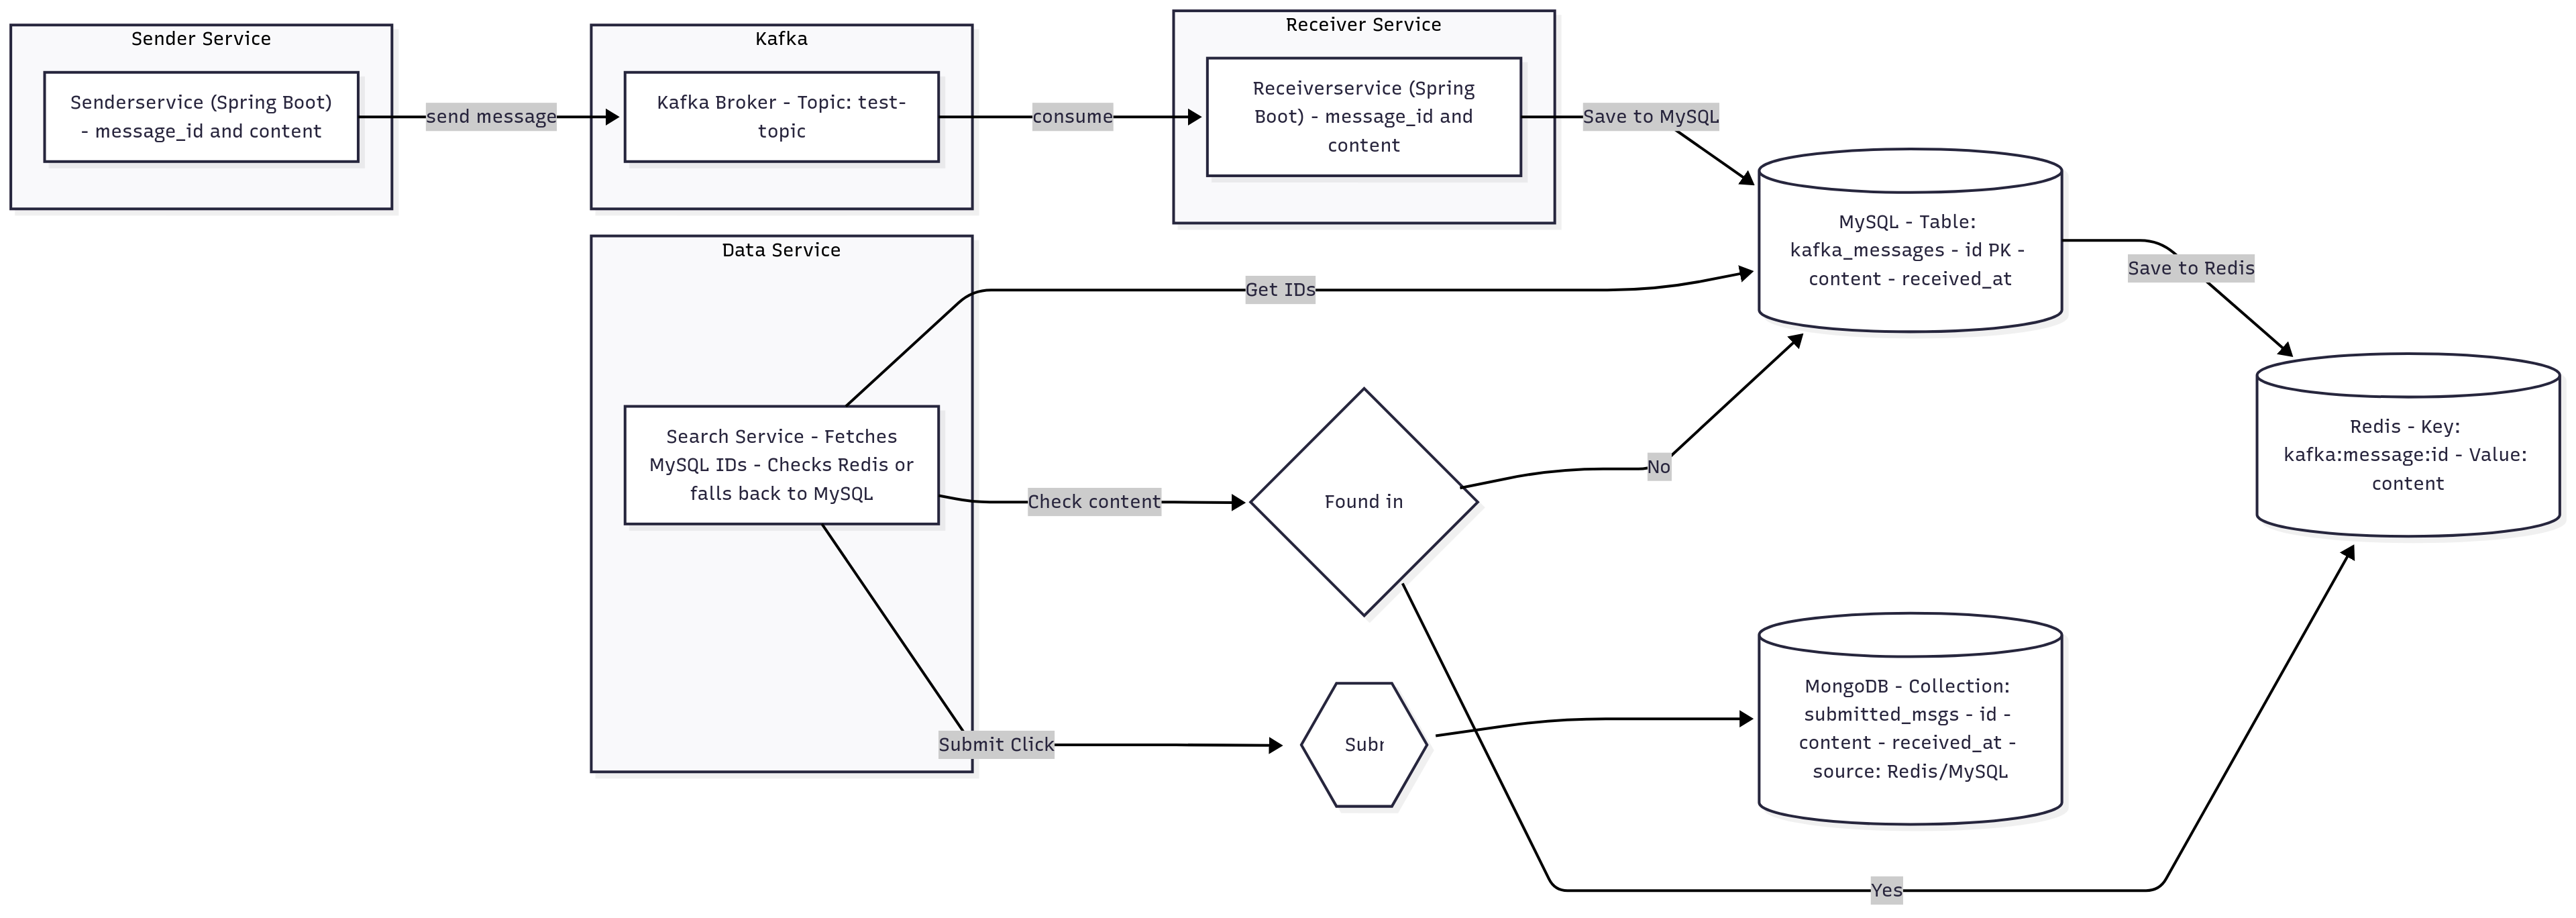 Sender Service
Senderservice (Spring Boot)
- message_id and content
send message
Kafka
Kafka Broker - Topic: test-
topic
consume
Receiver Service
Receiverservice (Spring
Boot) - message_id and
content
Save to MySQL
MySQL - Table:
kafka_messages - id PK -
content - received_at
Save to Redis
Redis - Key:
kafka:message:id - Value:
content
Data Service
Get IDs
Search Service - Fetches
MySQL IDs - Checks Redis or
falls back to MySQL
Check content
Found in
No
Submit Click
MongoDB - Collection:
submitted_msgs - id -
content - received_at -
source: Redis/MySQL
Yes